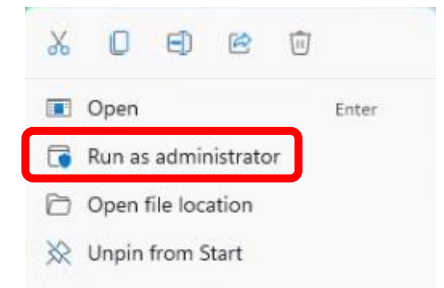 Open Enter
Run as administrator
Open file location
Unpin from Start